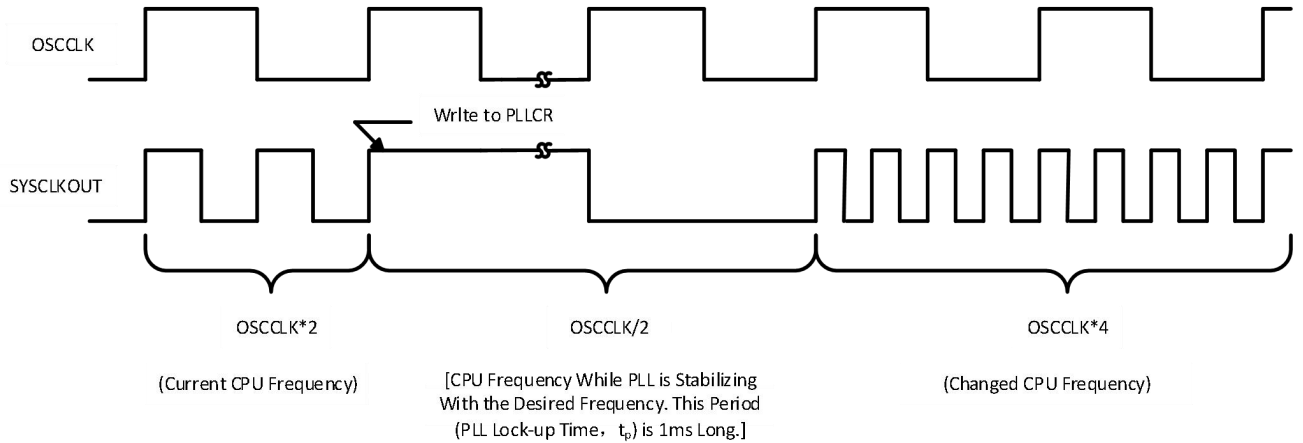 OSCCLK
WrIte to PLLCR
SYSCLKOUT
OSCCLK*2
OSCCLK/2
OSCCLK*4
(Current CPU Frequency)
[CPU Frequency While PLL is Stabilizing
With the Desired Frequency. This Period
(PLL Lock-up Time， tp) is 1ms Long.]
(Changed CPU Frequency)